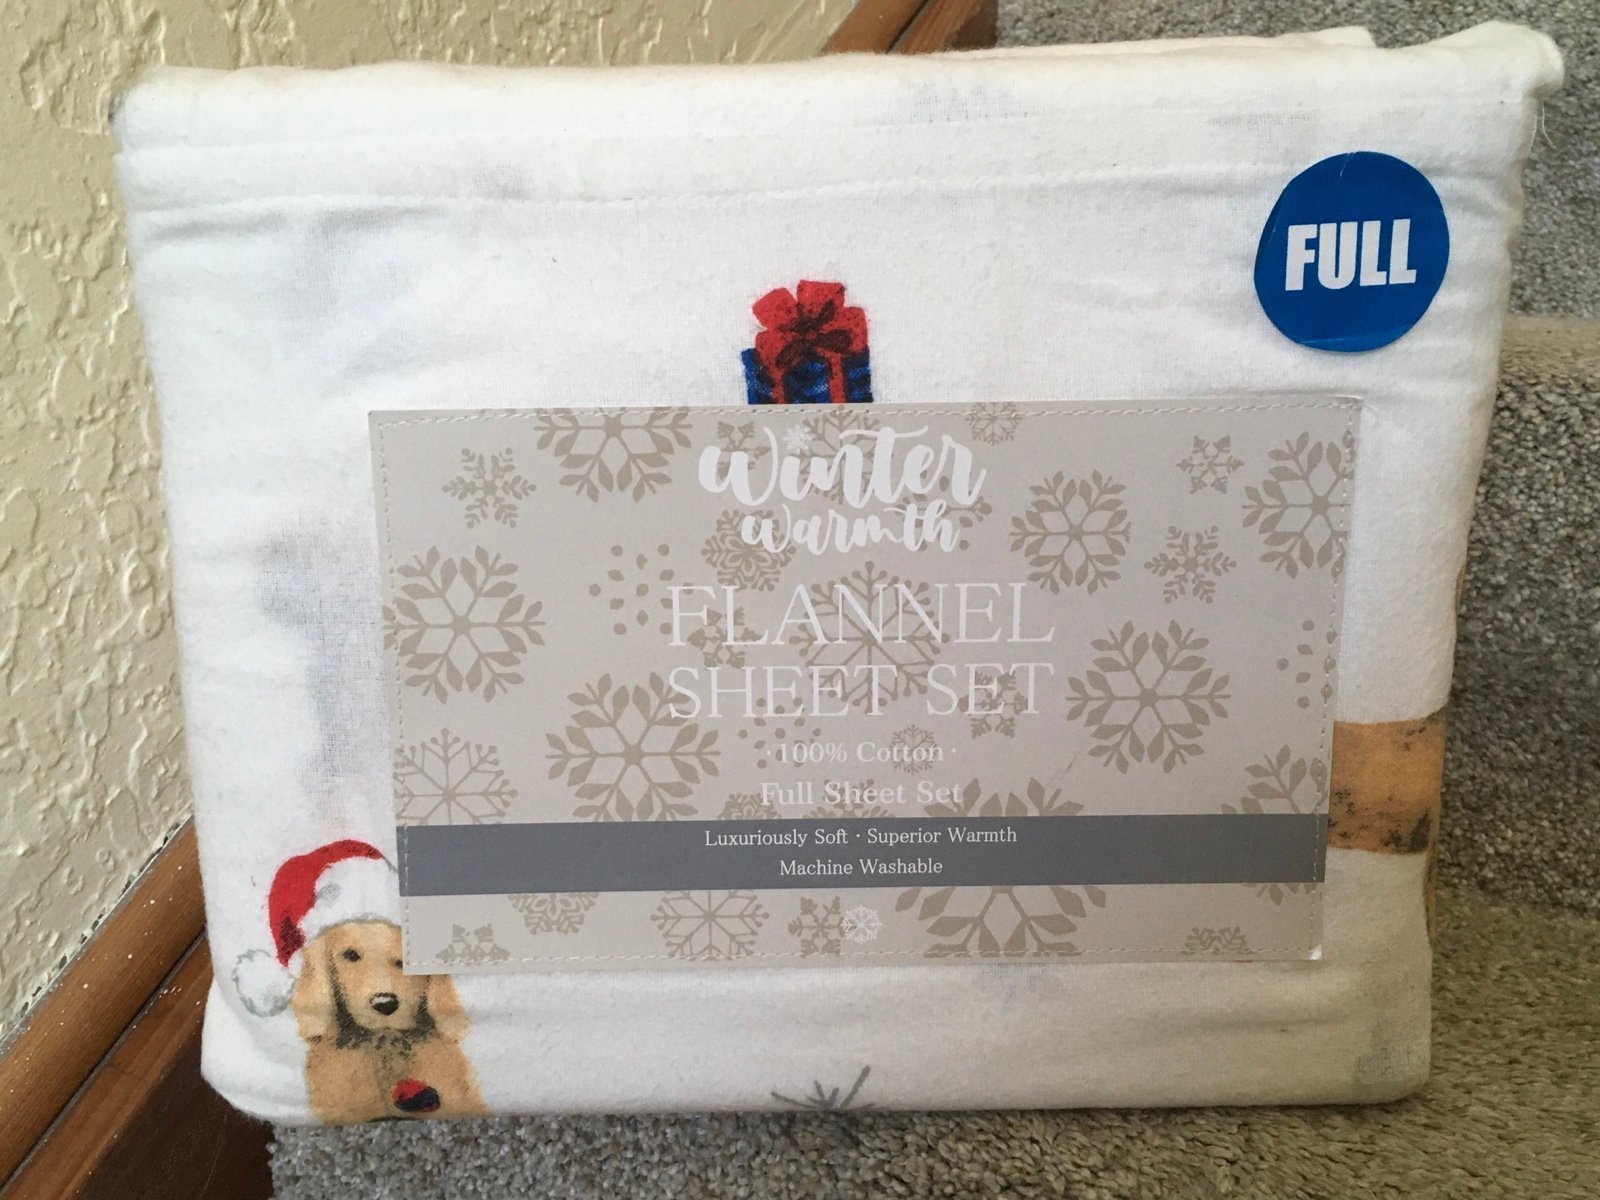 FULL
Winter
Warmth
FLANNEL
SHEET SET
·100% Cotton·
Full Sheet Set
Luxuriously Soft · Superior Warmth
Machine Washable